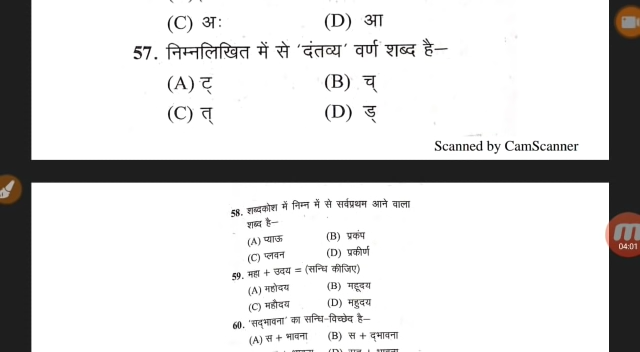 (C) अः (D) आ
57. निम्नलिखित में से ‘दंतव्य’ वर्ण शब्द है—
(A) ट् (B) च्
(C) त् (D) ड्
Scanned by CamScanner
58. शब्दकोश में निम्न में से सर्वप्रथम आने वाला
शब्द है—
(A) प्याऊ (B) प्रकंप
(C) प्लवन (D) प्रकीर्ण
04:01
59. महा + उदय = (सन्धि कीजिए)
(A) महोदय (B) महूदय
(C) महौदय (D) महुदय
60. ‘सद्भावना’ का सन्धि-विच्छेद है—
(A) स + भावना (B) स + द्भावना